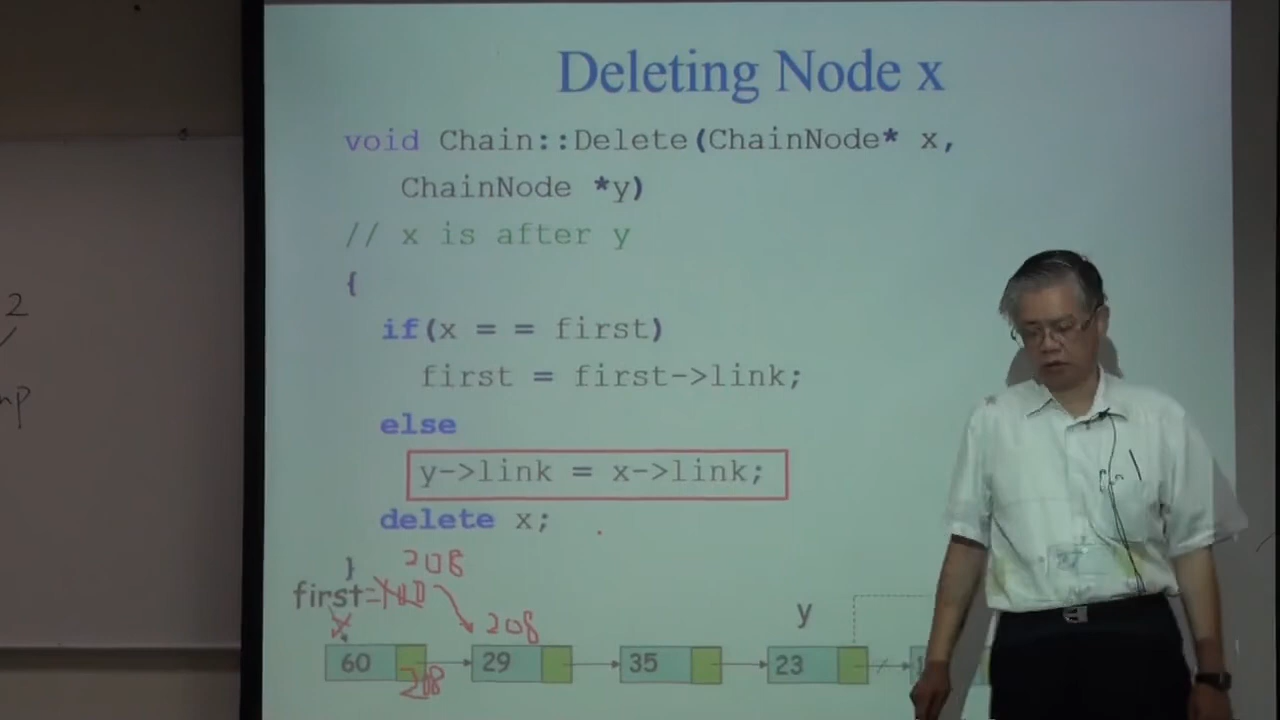 Deleting Node x
void Chain::Delete(ChainNode* x,
ChainNode *y)
// x is after y
{
if(x = = first)
first = first->link;
else
y->link = x->link;
delete x;
}
208
first=
x
208
y
60
29
35
23
208
2